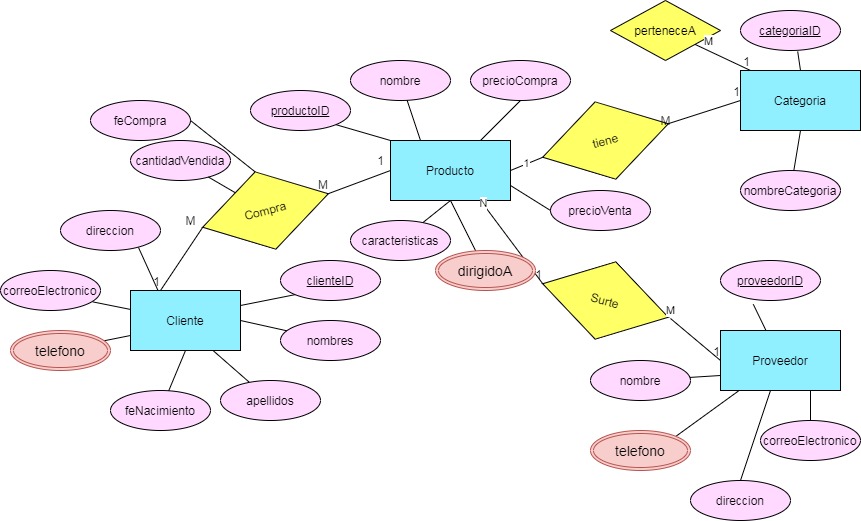 perteneceA
categoriaID
M
1
nombre
precioCompra
1
Categoria
productoID
feCompra
M
tiene
cantidadVendida
1
Producto
1
M
nombreCategoria
Compra
N
precioVenta
M
direccion
caracteristicas
dirigidoA
1
correoElectronico
1
clienteID
proveedorID
Surte
M
Cliente
nombres
telefono
1
Proveedor
nombre
apellidos
feNacimiento
correoElectronico
telefono
direccion